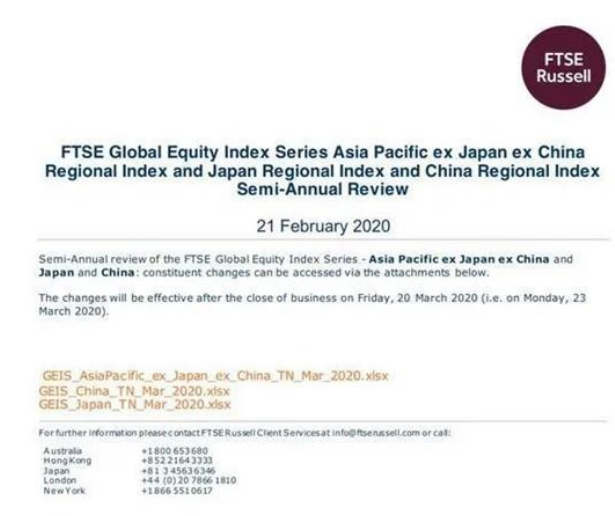 FTSE
Russell
FTSE Global Equity Index Series Asia Pacific ex Japan ex China
Regional Index and Japan Regional Index and China Regional Index
Semi-Annual Review
21 February 2020
Semi-Annual review of the FTSE Global Equity Index Series - Asia Pacific ex Japan ex China and
Japan and China: constituent changes can be accessed via the attachments below.
The changes will be effective after the close of business on Friday, 20 March 2020 (i.e. on Monday, 23
March 2020).
GEIS_AsiaPacific_ex_Japan_ex_China_TN_Mar_2020.xlsx
GEIS_China_TN_Mar_2020.xlsx
GEIS_Japan_TN_Mar_2020.xlsx
For further information please contact FTSE Russell Client Services at info@ftserussell.com or call:
Australia +1800 653 680
Hong Kong +852 2164 3333
Japan +81 3 4563 6346
London +44 (0) 20 7866 1810
New York +1866 551 0617